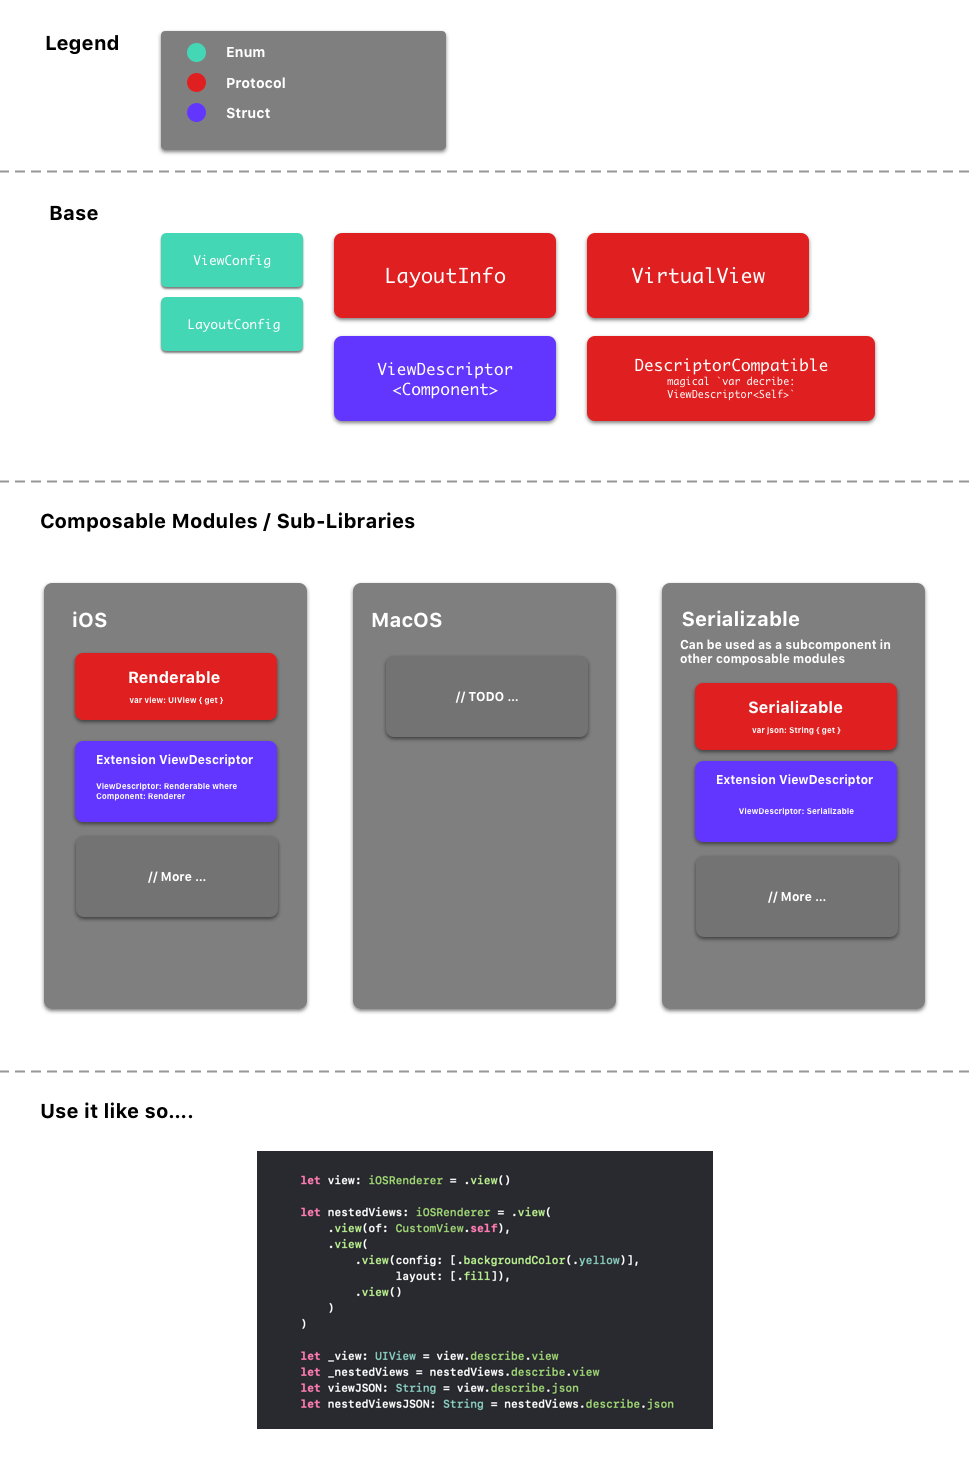 Legend
Enum
Protocol
Struct
Base
ViewConfig
LayoutConfig
LayoutInfo
VirtualView
ViewDescriptor
<Component>
DescriptorCompatible
magical `var decribe:
ViewDescriptor<Self>`
Composable Modules / Sub-Libraries
iOS
Renderable
var view: UIView { get }
Extension ViewDescriptor
ViewDescriptor: Renderable where
Component: Renderer
// More ...
MacOS
// TODO ...
Serializable
Can be used as a subcomponent in
other composable modules
Serializable
var json: String { get }
Extension ViewDescriptor
ViewDescriptor: Serializable
// More ...
Use it like so....
let view: iOSRenderer = .view()
let nestedViews: iOSRenderer = .view(
    .view(of: CustomView.self),
    .view(
        .view(config: [.backgroundColor(.yellow)],
              layout: [.fill]),
        .view()
    )
)
let _view: UIView = view.describe.view
let _nestedViews = nestedViews.describe.view
let viewJSON: String = view.describe.json
let nestedViewsJSON: String = nestedViews.describe.json